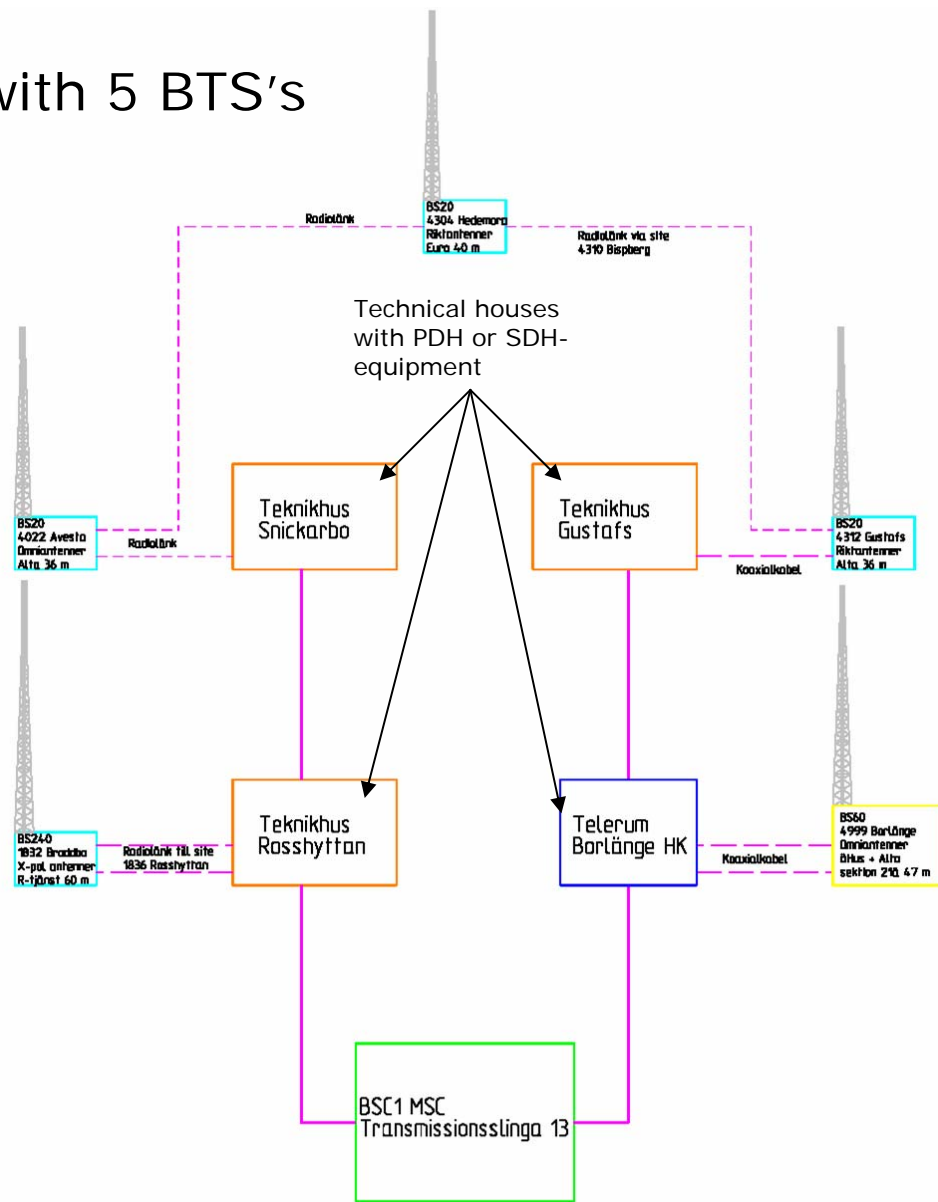 with 5 BTS's
BS20
4304 Hedemora
Riktantenner
Euro 40 m
Radiolänk
Radiolänk via site
4310 Bispberg
Technical houses
with PDH or SDH-
equipment
Teknikhus
Snickarbo
Teknikhus
Gustafs
BS20
4022 Avesta
Omniantenner
Alta 36 m
Radiolänk
BS20
4312 Gustafs
Riktantenner
Alta 36 m
Koaxialkabel
Teknikhus
Rosshyttan
Telerum
Borlänge HK
BS240
1832 Braddbo
X-pol antenner
R-tjänst 60 m
Radiolänk till site
1836 Rosshyttan
BS60
4999 Borlänge
Omniantenner
BHus + Alta
sektion 21à 47 m
Koaxialkabel
BSC1 MSC
Transmissionsslinga 13